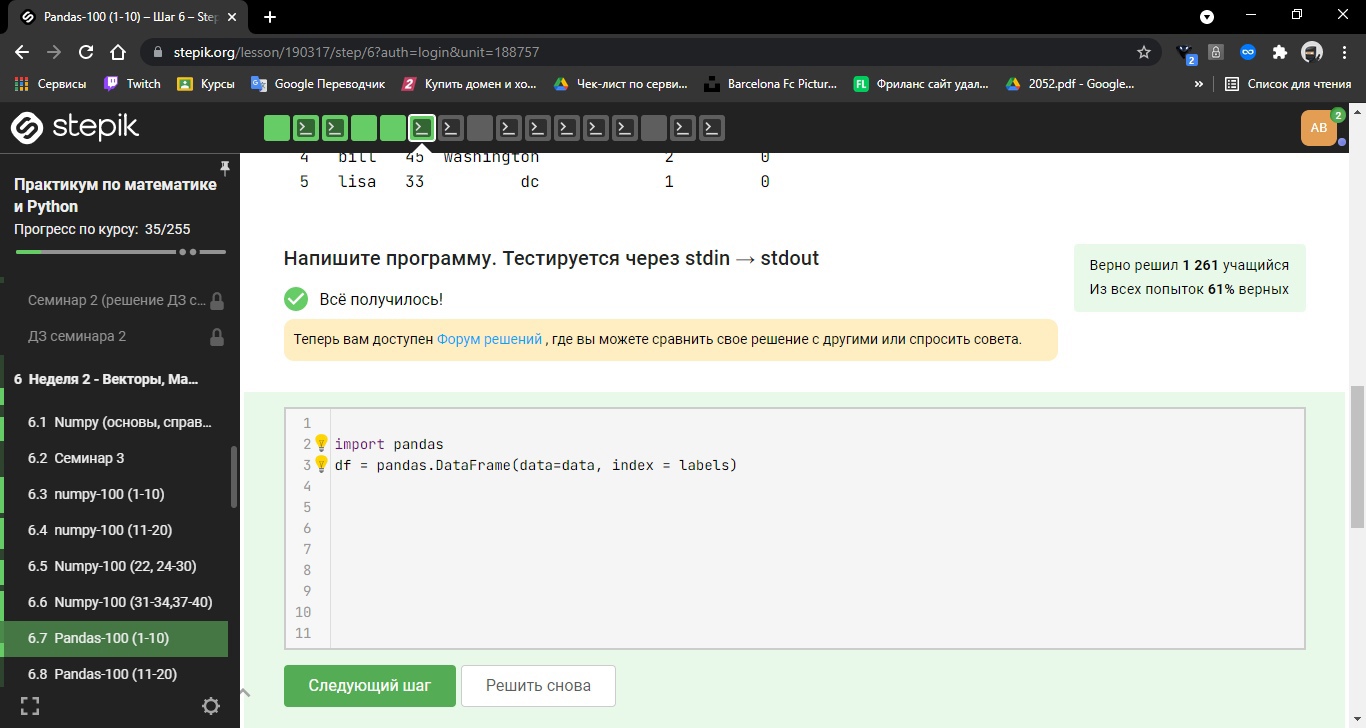 Pandas-100 (1-10) – Шаг 6 – Step
stepik.org/lesson/190317/step/6?auth=login&unit=188757
2
Сервисы
Twitch
Курсы
Google Переводчик
Купить домен и хо...
Чек-лист по серви...
Barcelona Fc Pictur...
FL
Фриланс сайт удал...
2052.pdf - Google...
»
Список для чтения
stepik
AB
2
4 bill 45 washington 2 0
5 lisa 33 dc 1 0
Практикум по математике
и Python
Прогресс по курсу: 35/255
Семинар 2 (решение ДЗ с...
ДЗ семинара 2
6 Неделя 2 - Векторы, Ма...
6.1 Numpy (основы, справ...
6.2 Семинар 3
6.3 numpy-100 (1-10)
6.4 numpy-100 (11-20)
6.5 Numpy-100 (22, 24-30)
6.6 Numpy-100 (31-34,37-40)
6.7 Pandas-100 (1-10)
6.8 Pandas-100 (11-20)
Напишите программу. Тестируется через stdin → stdout
Всё получилось!
Теперь вам доступен Форум решений , где вы можете сравнить свое решение с другими или спросить совета.
Верно решил 1 261 учащийся
Из всех попыток 61% верных
1
2 import pandas
3 df = pandas.DataFrame(data=data, index = labels)
4
5
6
7
8
9
10
11
Следующий шаг
Решить снова